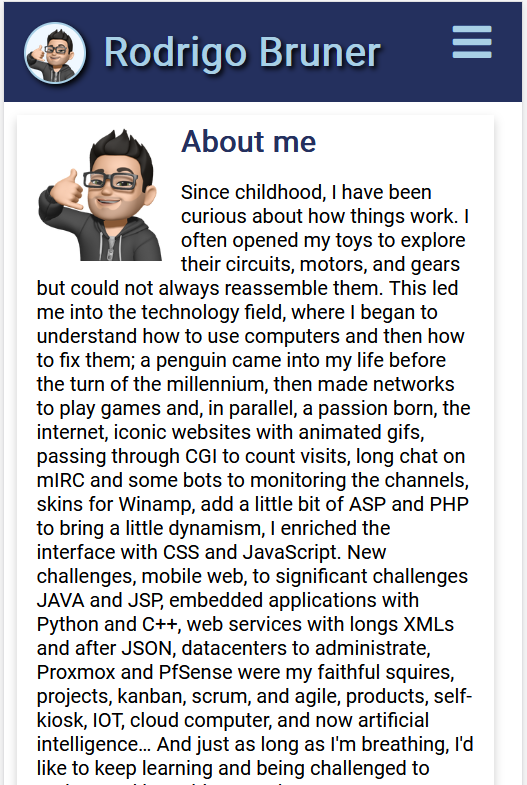 Rodrigo Bruner
About me
Since childhood, I have been
curious about how things work. I
often opened my toys to explore
their circuits, motors, and gears
but could not always reassemble them. This led
me into the technology field, where I began to
understand how to use computers and then how
to fix them; a penguin came into my life before
the turn of the millennium, then made networks
to play games and, in parallel, a passion born, the
internet, iconic websites with animated gifs,
passing through CGI to count visits, long chat on
mIRC and some bots to monitoring the channels,
skins for Winamp, add a little bit of ASP and PHP
to bring a little dynamism, I enriched the
interface with CSS and JavaScript. New
challenges, mobile web, to significant challenges
JAVA and JSP, embedded applications with
Python and C++, web services with longs XMLs
and after JSON, datacenters to administrate,
Proxmox and PfSense were my faithful squires,
projects, kanban, scrum, and agile, products, self-
kiosk, IOT, cloud computer, and now artificial
intelligence… And just as long as I'm breathing, I'd
like to keep learning and being challenged to